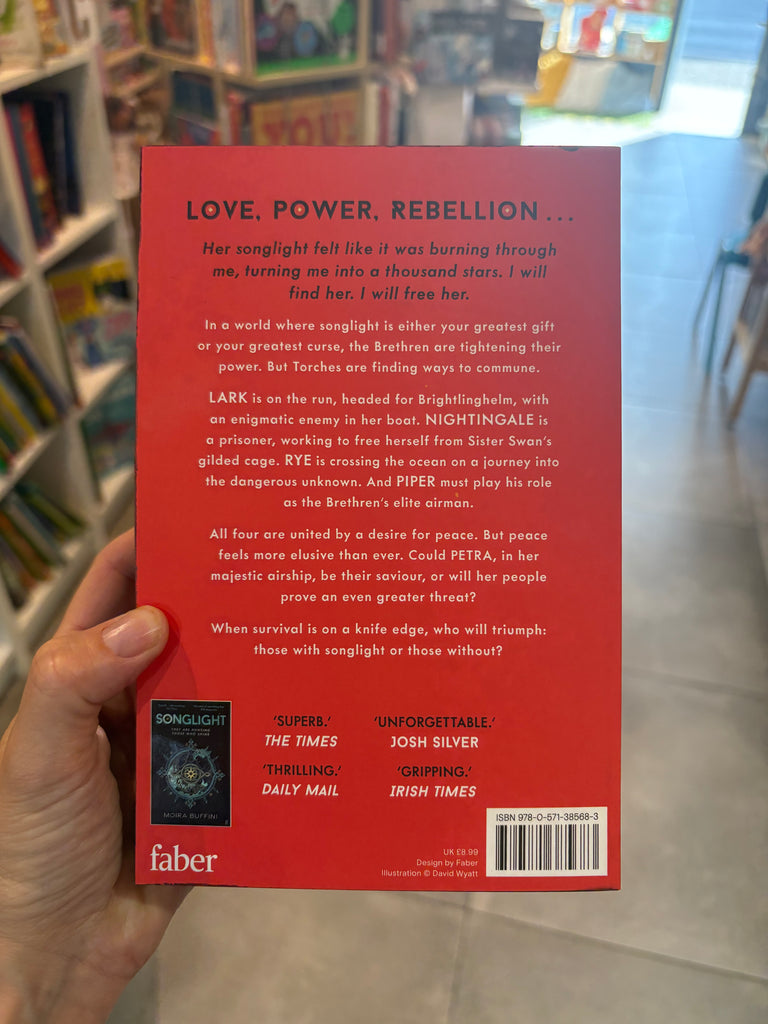 YOU!
LOVE, POWER, REBELLION...
Her songlight felt like it was burning through
me, turning me into a thousand stars. I will
find her. I will free her.
In a world where songlight is either your greatest gift
or your greatest curse, the Brethren are tightening their
power. But Torches are finding ways to commune.
LARK is on the run, headed for Brightlinghelm, with
an enigmatic enemy in her boat. NIGHTINGALE is
a prisoner, working to free herself from Sister Swan's
gilded cage. RYE is crossing the ocean on a journey into
the dangerous unknown. And PIPER must play his role
as the Brethren's elite airman.
All four are united by a desire for peace. But peace
feels more elusive than ever. Could PETRA, in her
majestic airship, be their saviour, or will her people
prove an even greater threat?
When survival is on a knife edge, who will triumph:
those with songlight or those without?
SONGLIGHT
THEY ARE HUNTING
THOSE WHO SHINE
MOIRA BUFFINI
'SUPERB.'
THE TIMES
'UNFORGETTABLE.'
JOSH SILVER
'THRILLING.'
DAILY MAIL
'GRIPPING.'
IRISH TIMES
faber
UK £8.99
Design by Faber
Illustration © David Wyatt
ISBN 978-0-571-38568-3